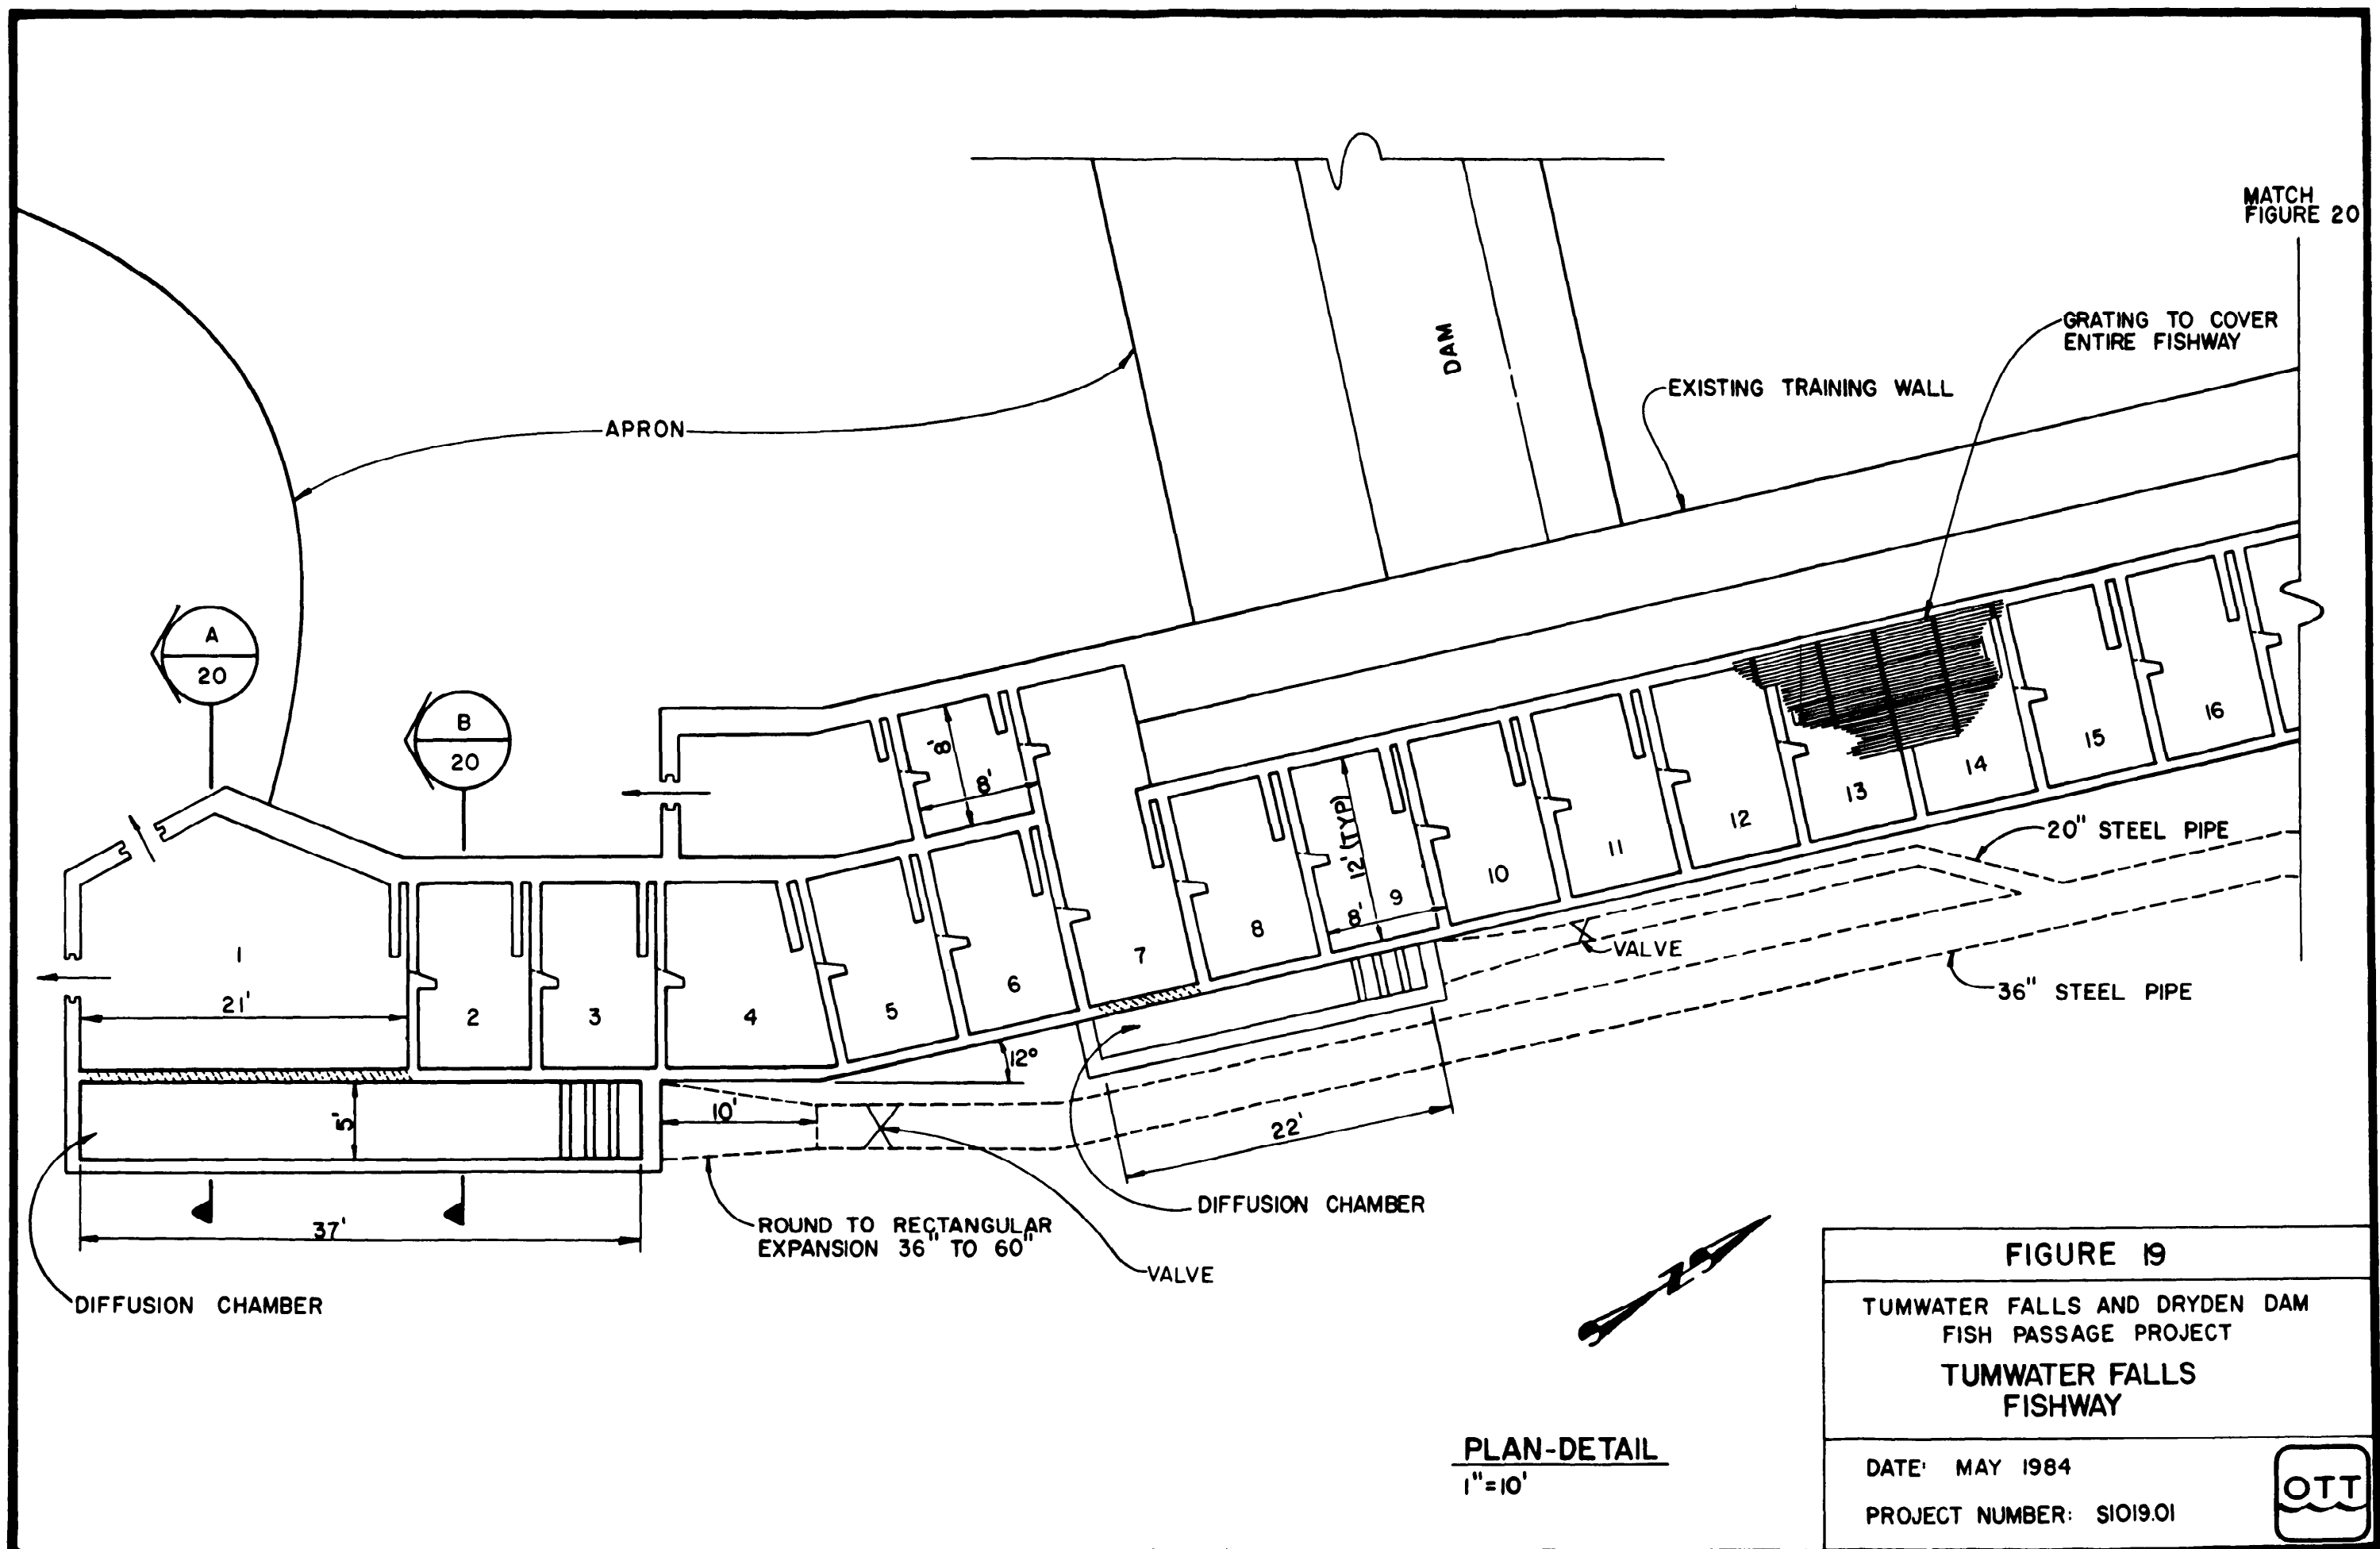 MATCH
FIGURE 20
GRATING TO COVER
ENTIRE FISHWAY
DAM
EXISTING TRAINING WALL
APRON
A
20
B
20
8'
8'
16
15
14
13
12
11
10
12' (TYP)
9
8'
8
7
6
5
4
3
2
1
21'
20" STEEL PIPE
VALVE
36" STEEL PIPE
12°
10'
5'
22'
37'
DIFFUSION CHAMBER
ROUND TO RECTANGULAR
EXPANSION 36" TO 60"
VALVE
DIFFUSION CHAMBER
N
PLAN-DETAIL
1"=10'
FIGURE 19
TUMWATER FALLS AND DRYDEN DAM
FISH PASSAGE PROJECT
TUMWATER FALLS
FISHWAY
DATE: MAY 1984
PROJECT NUMBER: S1019.01
OTT